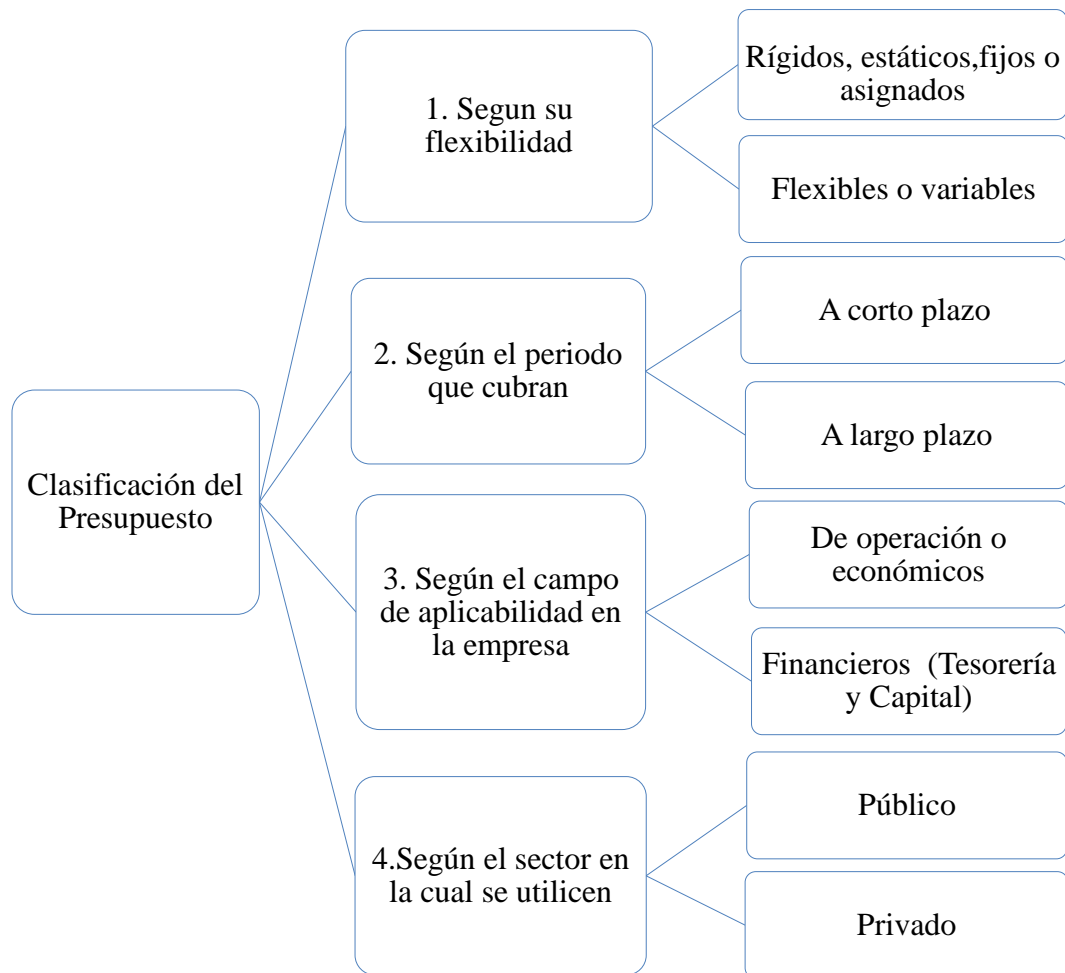 Clasificación del
Presupuesto
1. Segun su
flexibilidad
Rígidos, estáticos,fijos o
asignados
Flexibles o variables
2. Según el periodo
que cubran
A corto plazo
A largo plazo
3. Según el campo
de aplicabilidad en
la empresa
De operación o
económicos
Financieros (Tesorería
y Capital)
4.Según el sector en
la cual se utilicen
Público
Privado